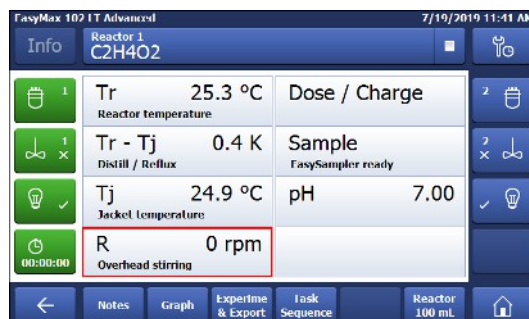 EasyMax 102 LT Advanced 7/19/2019 11:41 AM
Info
Reactor 1
C2H4O2
1
Tr 25.3 ºC
Reactor temperature
Dose / Charge
2
1
Tr - Tj 0.4 K
Distill / Reflux
Sample
EasySampler ready
2
Tj 24.9 ºC
Jacket temperature
pH 7.00
00:00:00
R 0 rpm
Overhead stirring
Notes
Graph
Experime
& Export
Task
Sequence
Reactor
100 mL